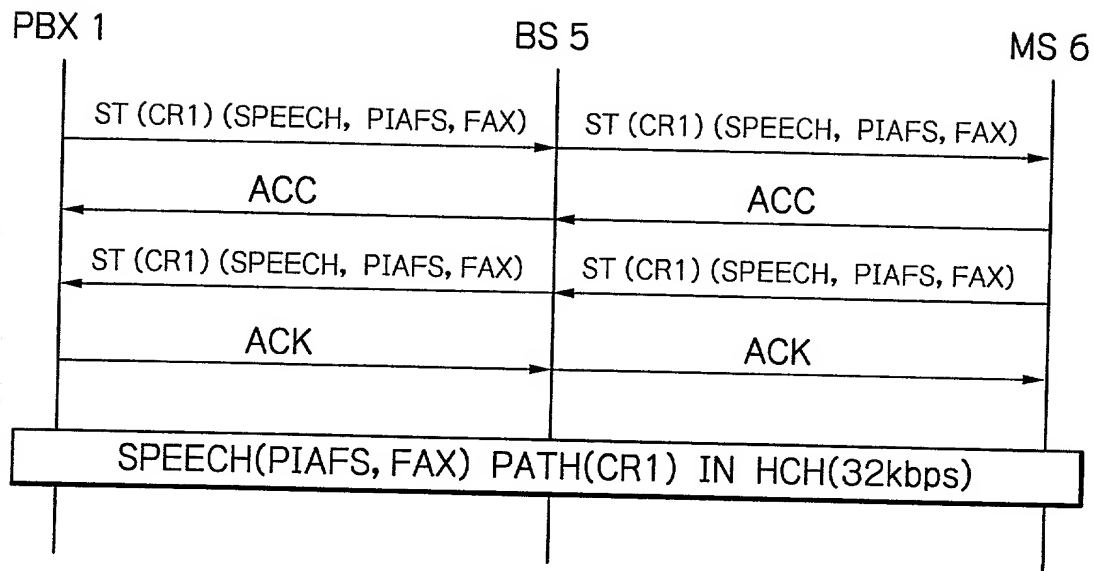 PBX 1
BS 5
MS 6
ST (CR1) (SPEECH, PIAFS, FAX)
ST (CR1) (SPEECH, PIAFS, FAX)
ACC
ACC
ST (CR1) (SPEECH, PIAFS, FAX)
ST (CR1) (SPEECH, PIAFS, FAX)
ACK
ACK
SPEECH(PIAFS, FAX) PATH(CR1) IN HCH(32kbps)